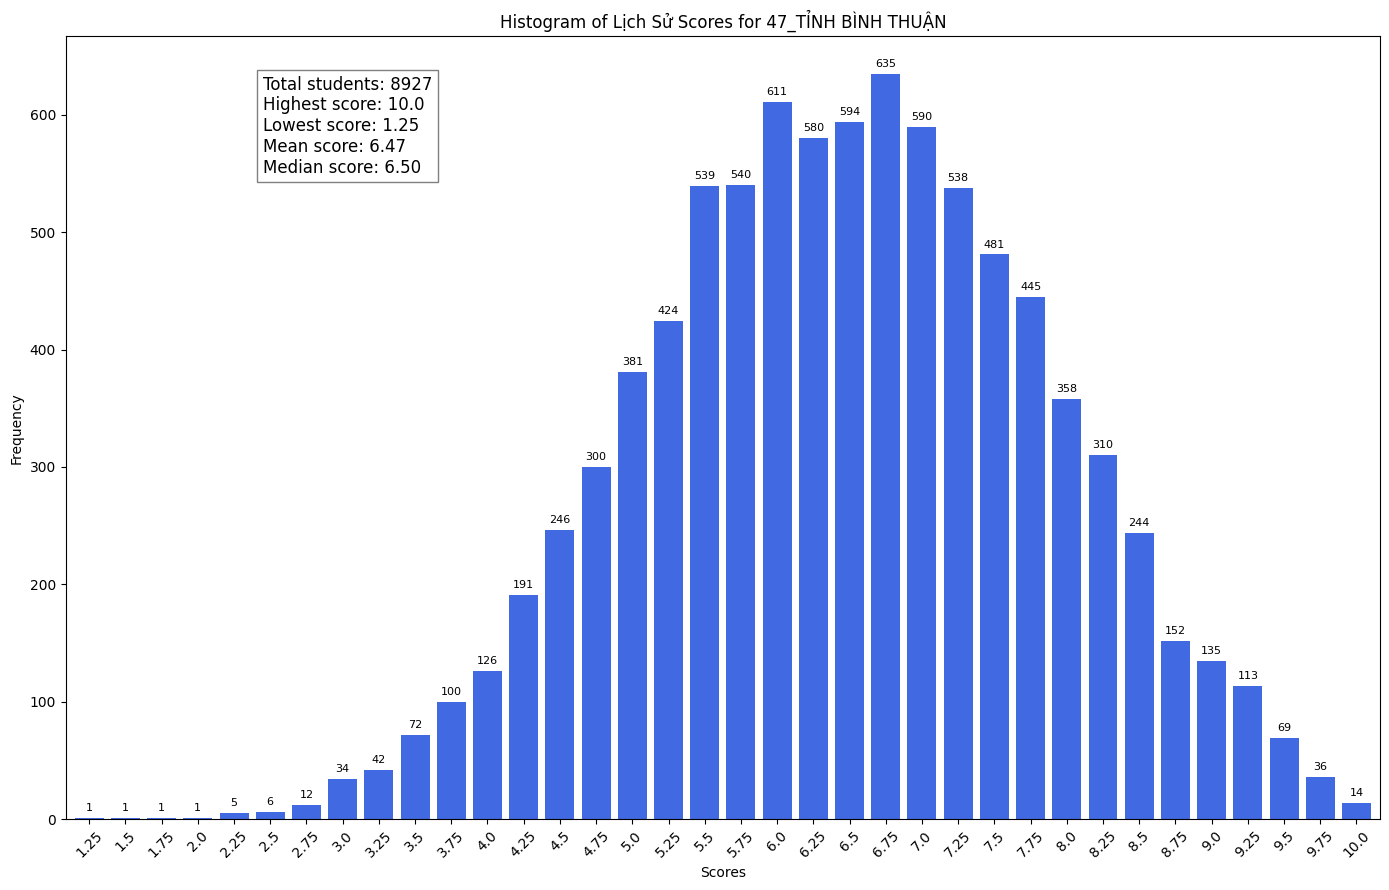 Histogram of Lịch Sử Scores for 47_TỈNH BÌNH THUẬN
Total students: 8927
Highest score: 10.0
Lowest score: 1.25
Mean score: 6.47
Median score: 6.50
Frequency
600
500
400
300
200
100
0
1 1 1 1 5 6 12 34 42 72 100 126 191 246 300 381 424 539 540 611 580 594 635 590 538 481 445 358 310 244 152 135 113 69 36 14
1.25 1.5 1.75 2.0 2.25 2.5 2.75 3.0 3.25 3.5 3.75 4.0 4.25 4.5 4.75 5.0 5.25 5.5 5.75 6.0 6.25 6.5 6.75 7.0 7.25 7.5 7.75 8.0 8.25 8.5 8.75 9.0 9.25 9.5 9.75 10.0
Scores